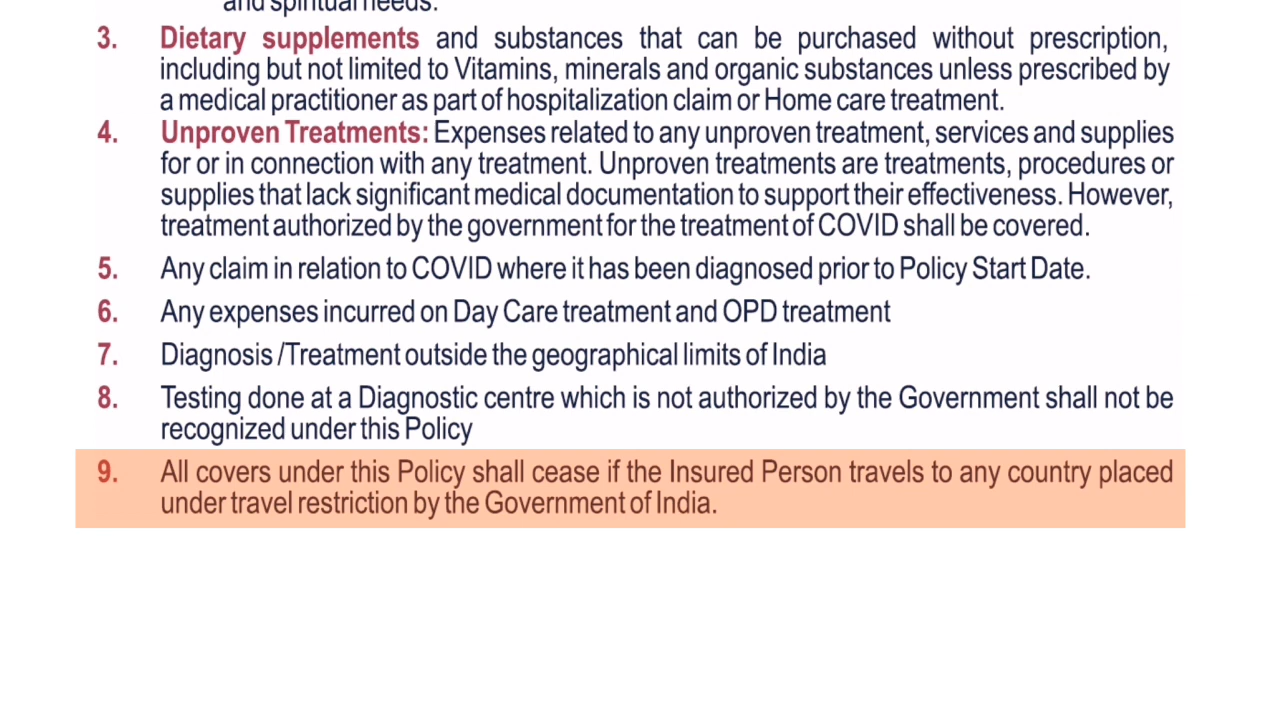 and spiritual needs.
3. Dietary supplements and substances that can be purchased without prescription,
including but not limited to Vitamins, minerals and organic substances unless prescribed by
a medical practitioner as part of hospitalization claim or Home care treatment.
4. Unproven Treatments: Expenses related to any unproven treatment, services and supplies
for or in connection with any treatment. Unproven treatments are treatments, procedures or
supplies that lack significant medical documentation to support their effectiveness. However,
treatment authorized by the government for the treatment of COVID shall be covered.
5. Any claim in relation to COVID where it has been diagnosed prior to Policy Start Date.
6. Any expenses incurred on Day Care treatment and OPD treatment
7. Diagnosis /Treatment outside the geographical limits of India
8. Testing done at a Diagnostic centre which is not authorized by the Government shall not be
recognized under this Policy
9. All covers under this Policy shall cease if the Insured Person travels to any country placed
under travel restriction by the Government of India.